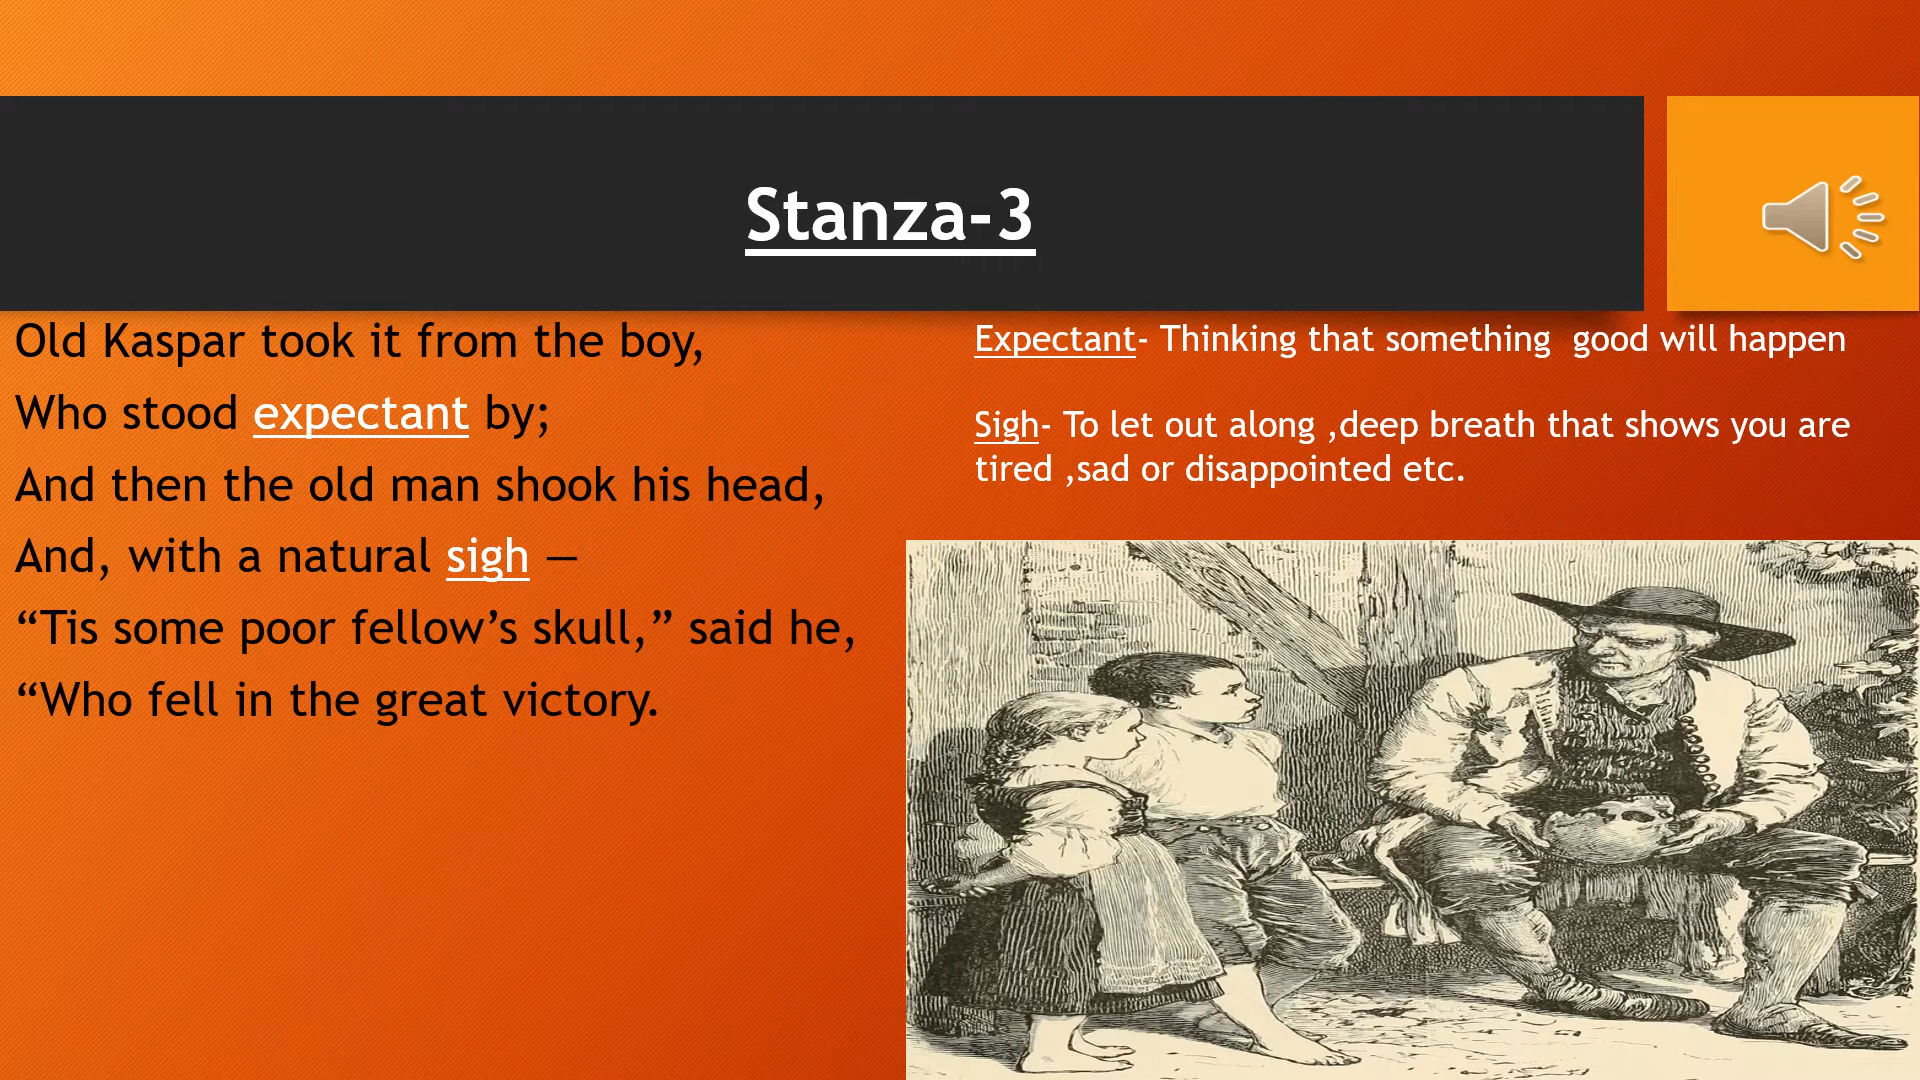 Stanza-3
Old Kaspar took it from the boy,
Who stood expectant by;
And then the old man shook his head,
And, with a natural sigh —
“Tis some poor fellow’s skull,” said he,
“Who fell in the great victory.
Expectant- Thinking that something  good will happen
Sigh- To let out along ,deep breath that shows you are
tired ,sad or disappointed etc.